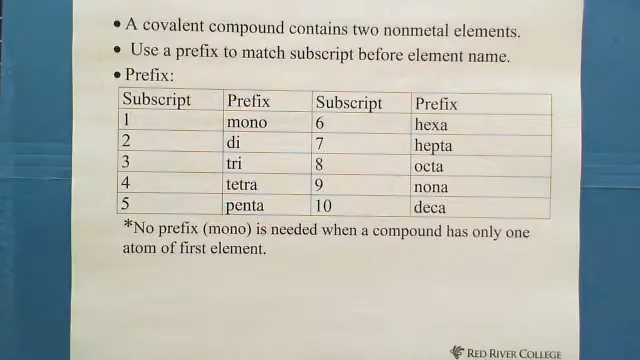 • A covalent compound contains two nonmetal elements.
• Use a prefix to match subscript before element name.
• Prefix:
Subscript Prefix Subscript Prefix
1 mono 6 hexa
2 di 7 hepta
3 tri 8 octa
4 tetra 9 nona
5 penta 10 deca
*No prefix (mono) is needed when a compound has only one
atom of first element.
RED RIVER COLLEGE